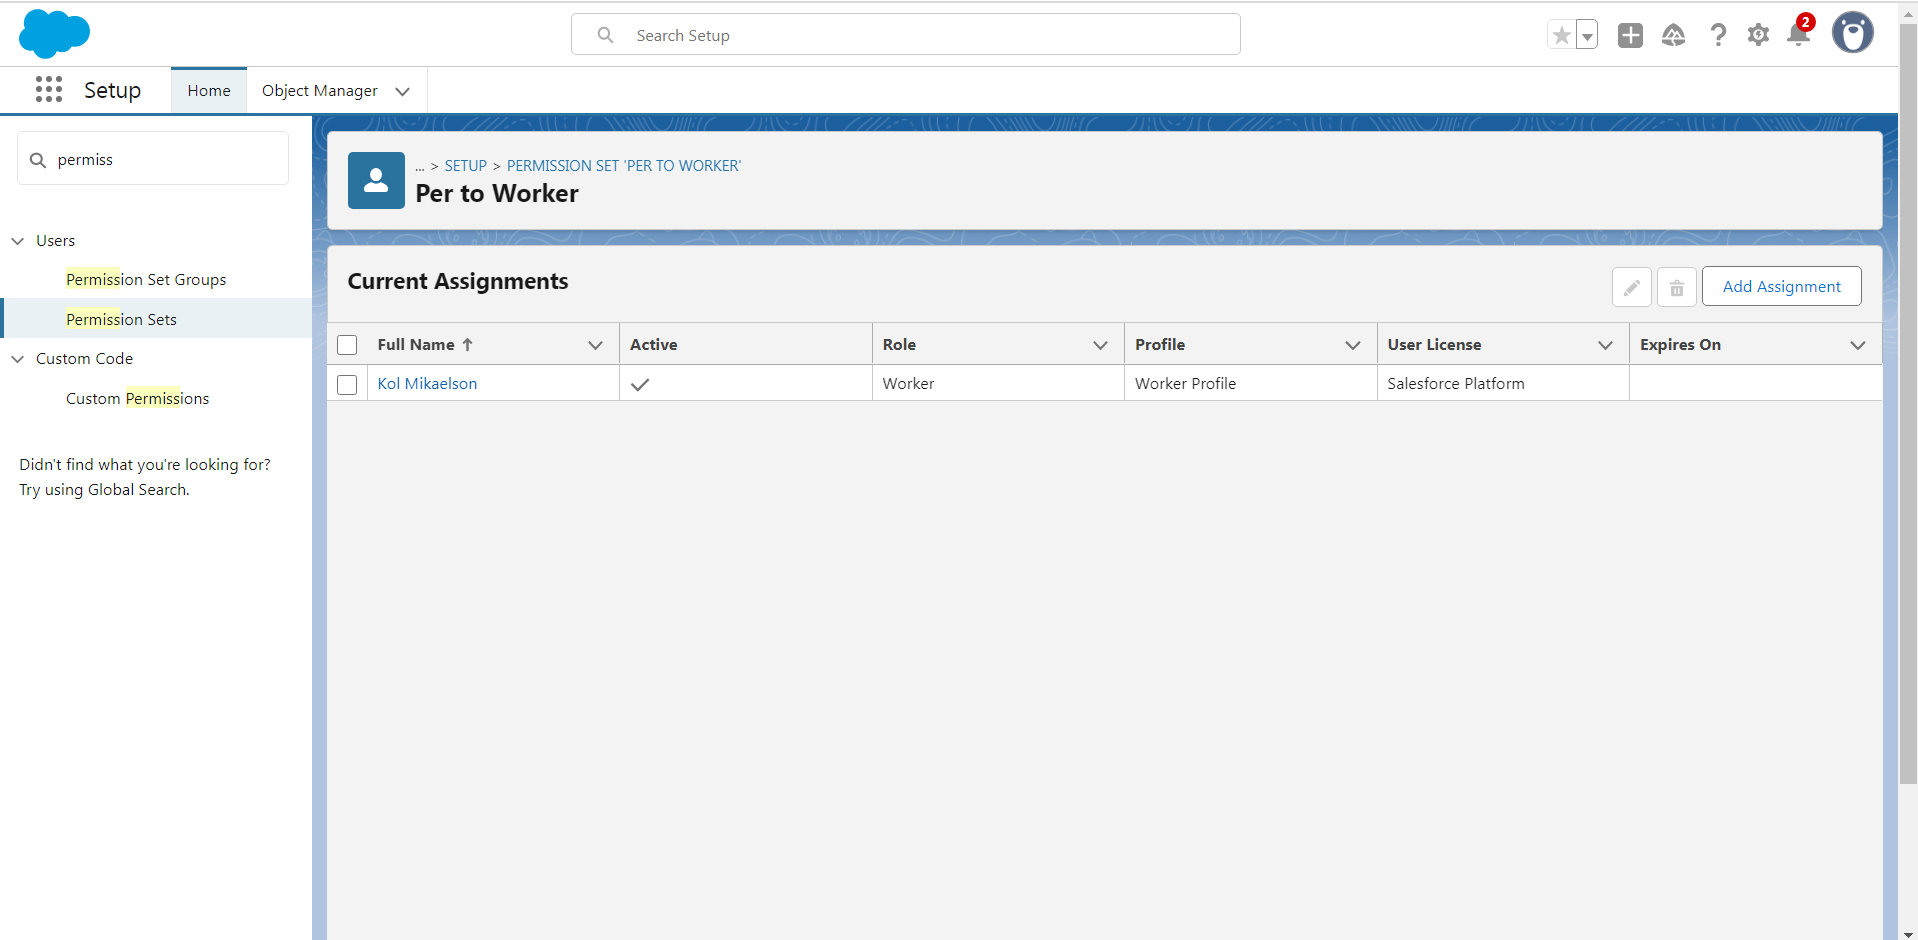 Search Setup
2
Setup
Home
Object Manager
permiss
Users
Permission Set Groups
Permission Sets
Custom Code
Custom Permissions
Didn't find what you're looking for?
Try using Global Search.
... > SETUP > PERMISSION SET 'PER TO WORKER'
Per to Worker
Current Assignments
Add Assignment
Full Name Active Role Profile User License Expires On
Kol Mikaelson Worker Worker Profile Salesforce Platform